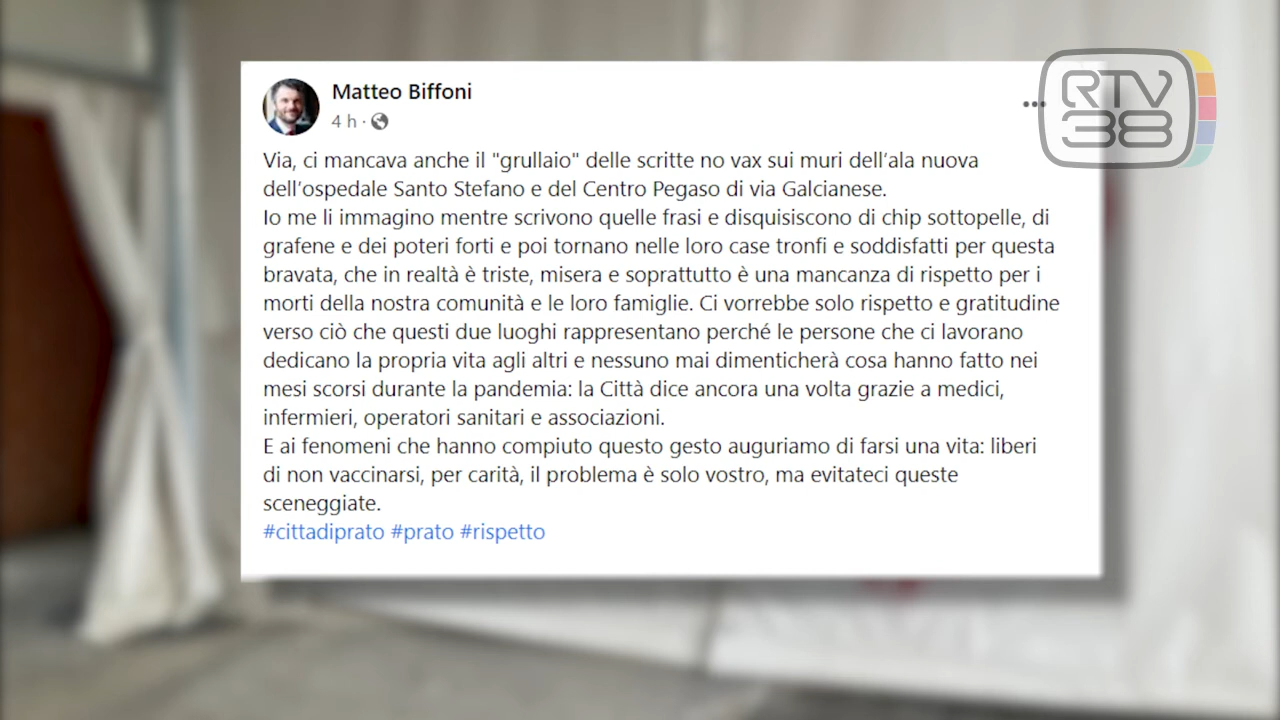 Matteo Biffoni
4 h ·
RTV
38
Via, ci mancava anche il "grullaio" delle scritte no vax sui muri dell’ala nuova
dell’ospedale Santo Stefano e del Centro Pegaso di via Galcianese.
Io me li immagino mentre scrivono quelle frasi e disquisiscono di chip sottopelle, di
grafene e dei poteri forti e poi tornano nelle loro case tronfi e soddisfatti per questa
bravata, che in realtà è triste, misera e soprattutto è una mancanza di rispetto per i
morti della nostra comunità e le loro famiglie. Ci vorrebbe solo rispetto e gratitudine
verso ciò che questi due luoghi rappresentano perché le persone che ci lavorano
dedicano la propria vita agli altri e nessuno mai dimenticherà cosa hanno fatto nei
mesi scorsi durante la pandemia: la Città dice ancora una volta grazie a medici,
infermieri, operatori sanitari e associazioni.
E ai fenomeni che hanno compiuto questo gesto auguriamo di farsi una vita: liberi
di non vaccinarsi, per carità, il problema è solo vostro, ma evitateci queste
sceneggiate.
#cittadiprato #prato #rispetto